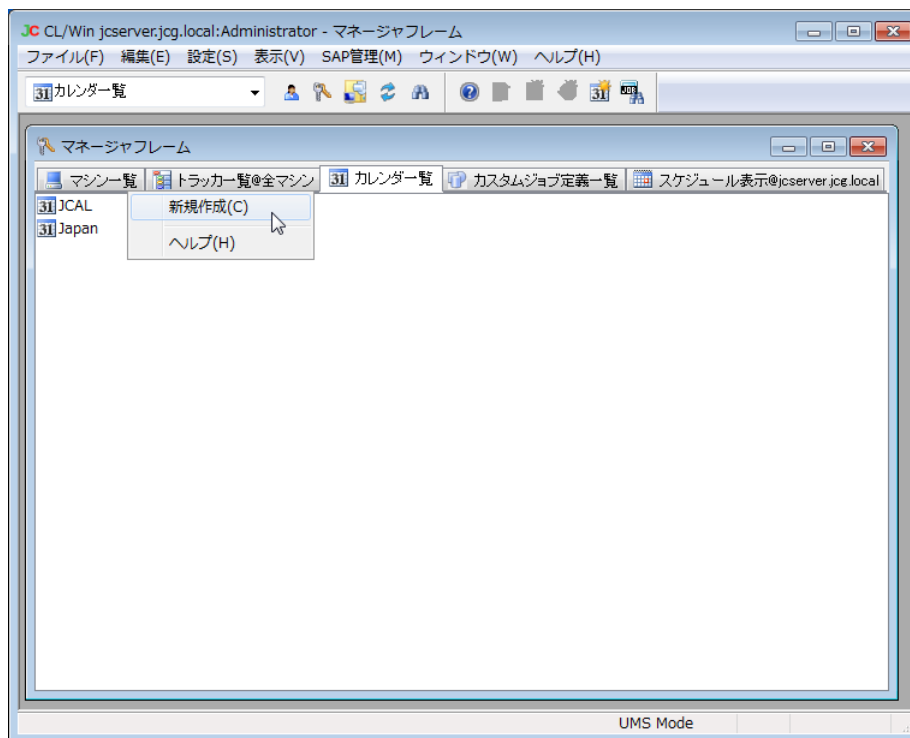 JC CL/Win jcserver.jcg.local:Administrator - マネージャフレーム
ファイル(F) 編集(E) 設定(S) 表示(V) SAP管理(M) ウィンドウ(W) ヘルプ(H)
31 カレンダー覧
31 JOB
マネージャフレーム
マシン一覧 トラッカー覧@全マシン 31 カレンダー覧 カスタムジョブ定義一覧 スケジュール表示@jcserver.jcg.local
31 JCAL
31 Japan
新規作成(C)
ヘルプ(H)
UMS Mode